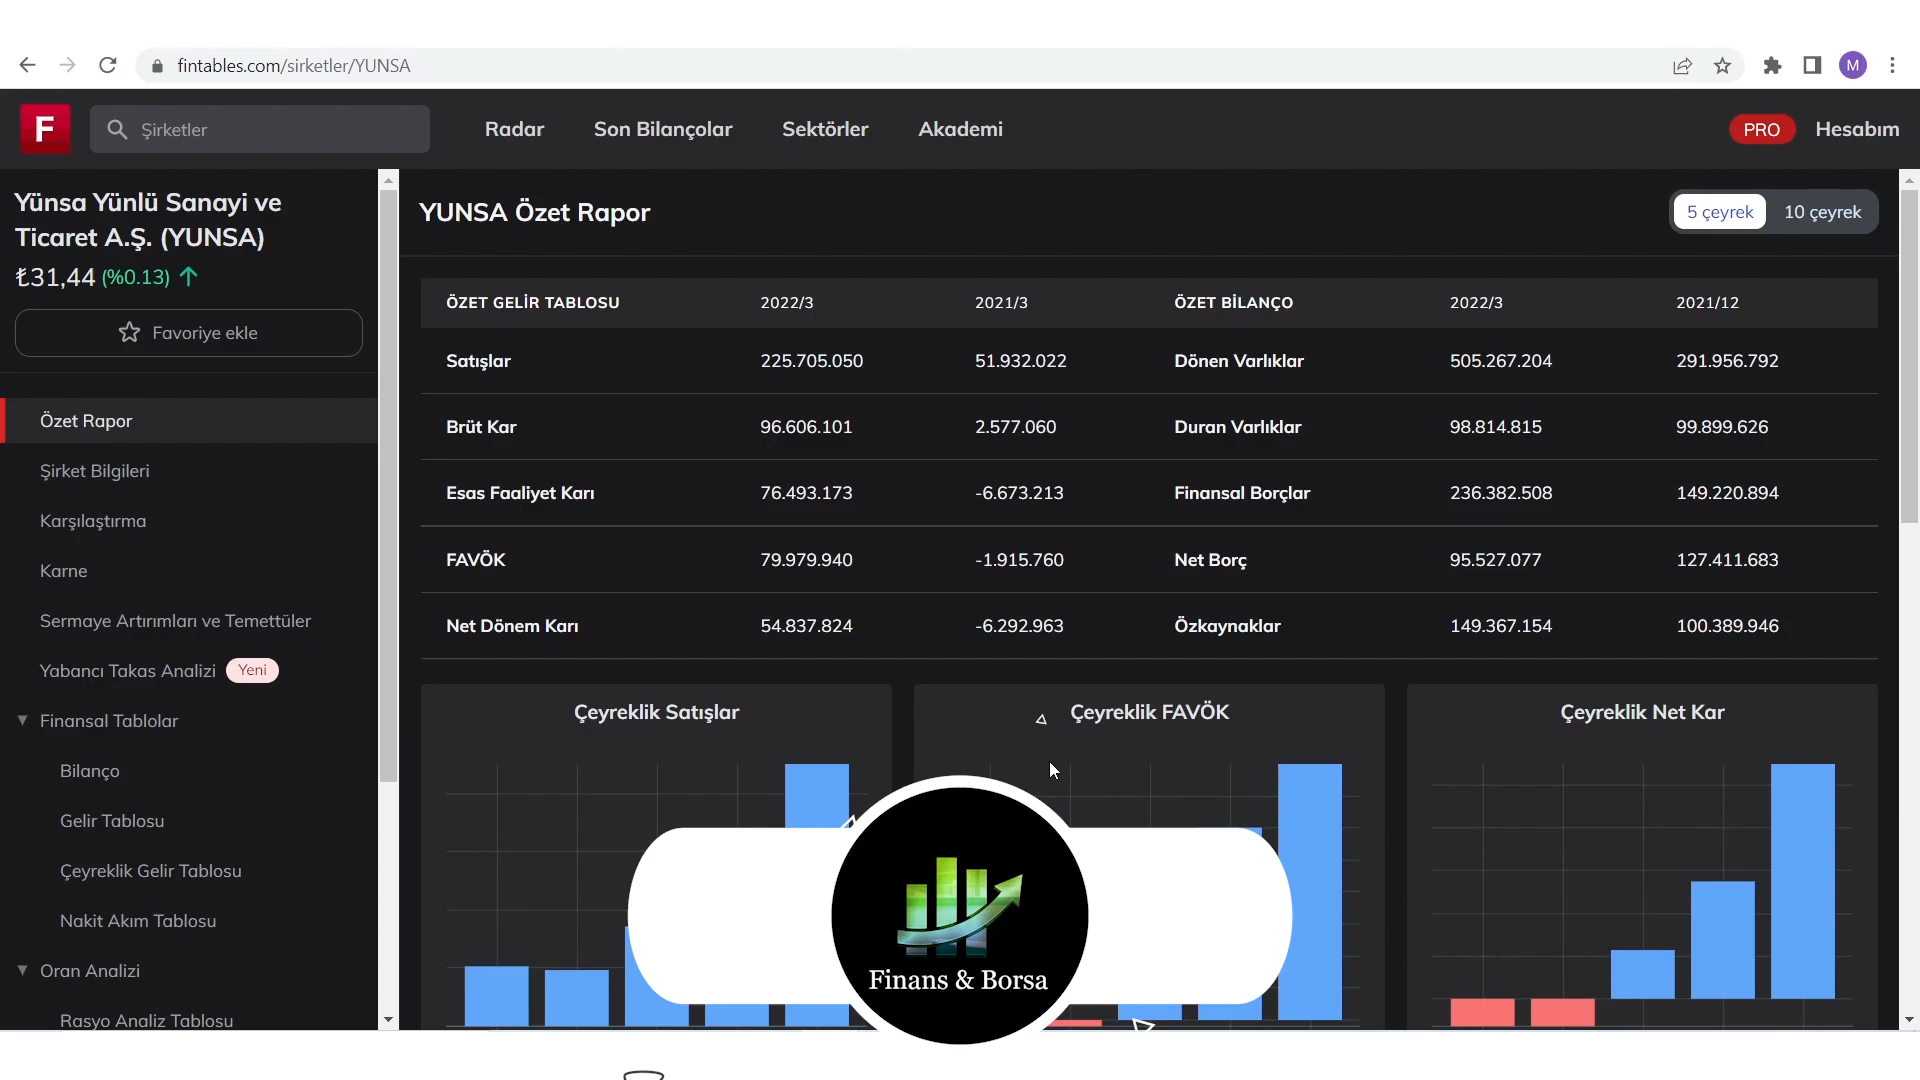 fintables.com/sirketler/YUNSA
M
F
Şirketler
Radar
Son Bilançolar
Sektörler
Akademi
PRO
Hesabım
Yünsa Yünlü Sanayi ve
Ticaret A.Ş. (YUNSA)
₺31,44 (%0.13)
Favoriye ekle
Özet Rapor
Şirket Bilgileri
Karşılaştırma
Karne
Sermaye Artırımları ve Temettüler
Yabancı Takas Analizi Yeni
Finansal Tablolar
Bilanço
Gelir Tablosu
Çeyreklik Gelir Tablosu
Nakit Akım Tablosu
Oran Analizi
Rasyo Analiz Tablosu
YUNSA Özet Rapor
5 çeyrek 10 çeyrek
ÖZET GELİR TABLOSU 2022/3 2021/3 ÖZET BİLANÇO 2022/3 2021/12
Satışlar 225.705.050 51.932.022 Dönen Varlıklar 505.267.204 291.956.792
Brüt Kar 96.606.101 2.577.060 Duran Varlıklar 98.814.815 99.899.626
Esas Faaliyet Karı 76.493.173 -6.673.213 Finansal Borçlar 236.382.508 149.220.894
FAVÖK 79.979.940 -1.915.760 Net Borç 95.527.077 127.411.683
Net Dönem Karı 54.837.824 -6.292.963 Özkaynaklar 149.367.154 100.389.946
Çeyreklik Satışlar
Çeyreklik FAVÖK
Çeyreklik Net Kar
Finans & Borsa